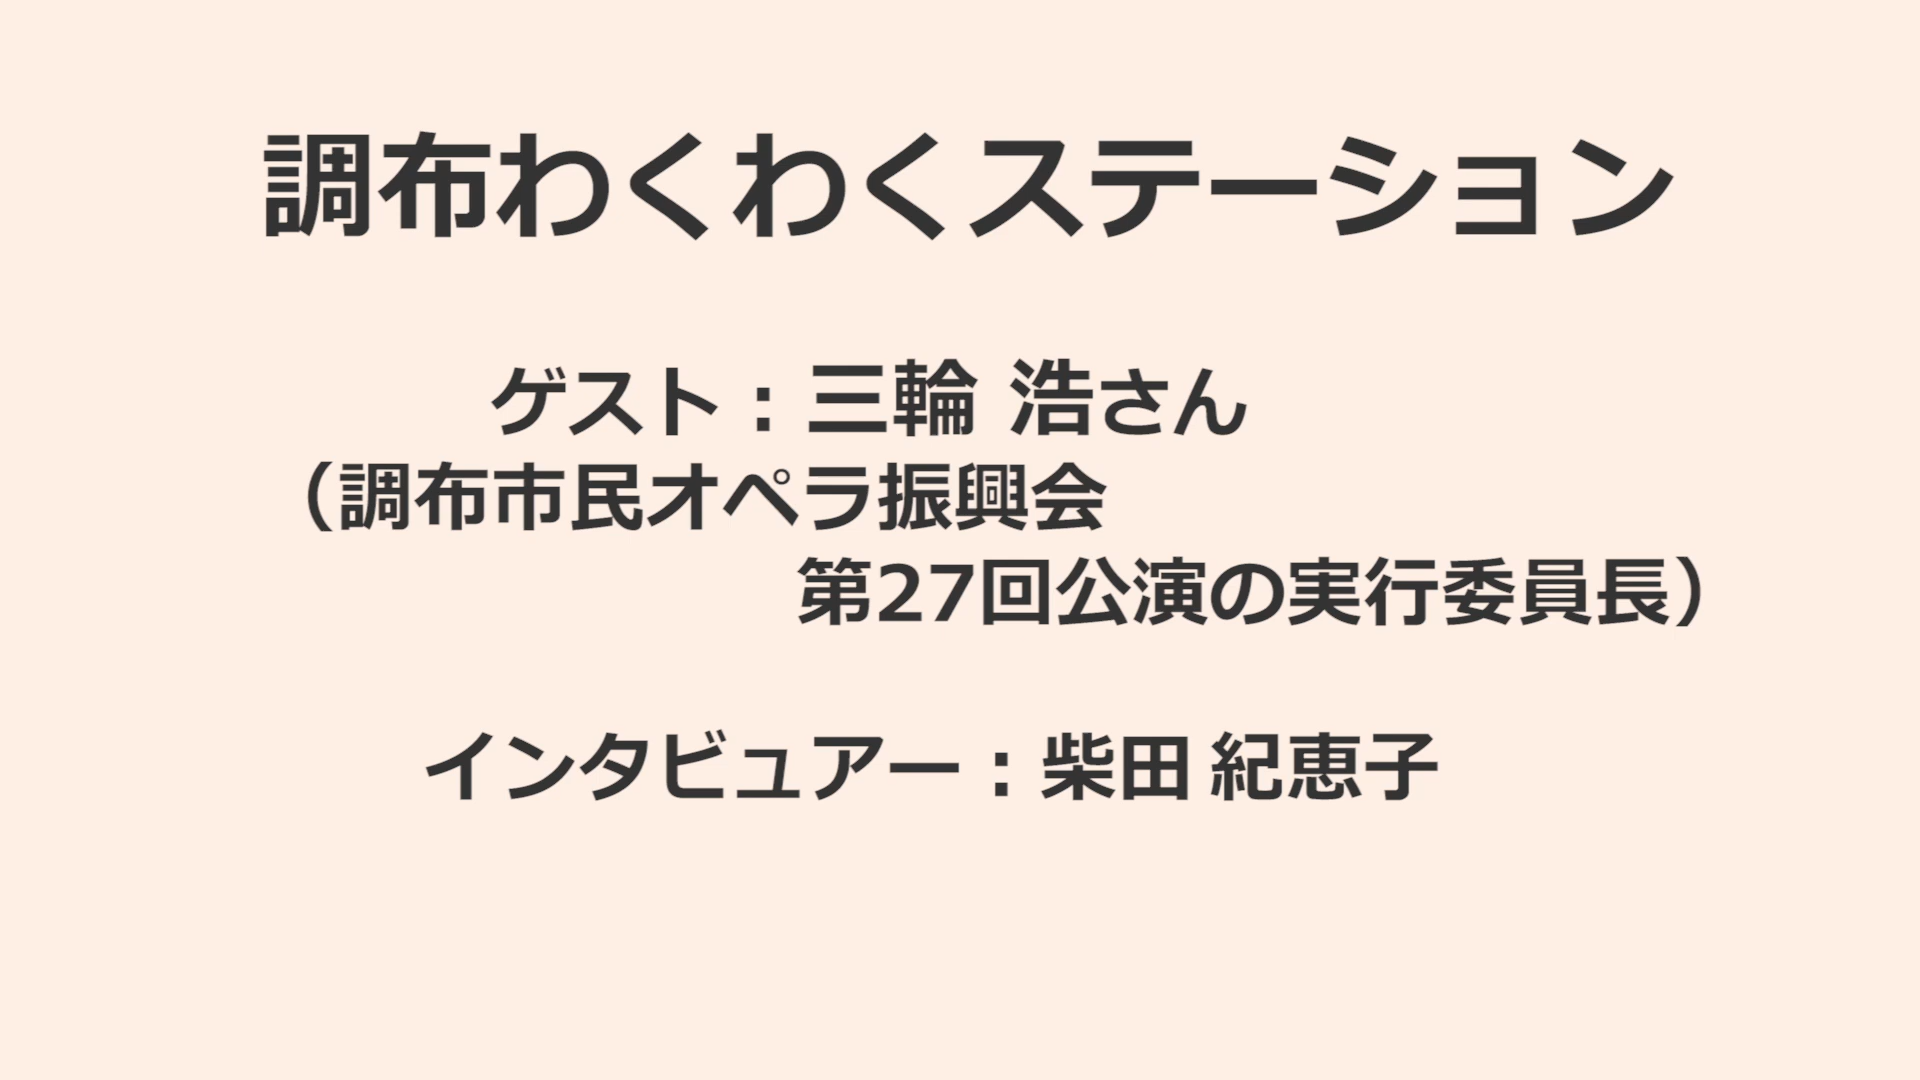 調布わくわくステーション
ゲスト：三輪 浩さん
（調布市民オペラ振興会
第27回公演の実行委員長）
インタビュアー：柴田 紀恵子